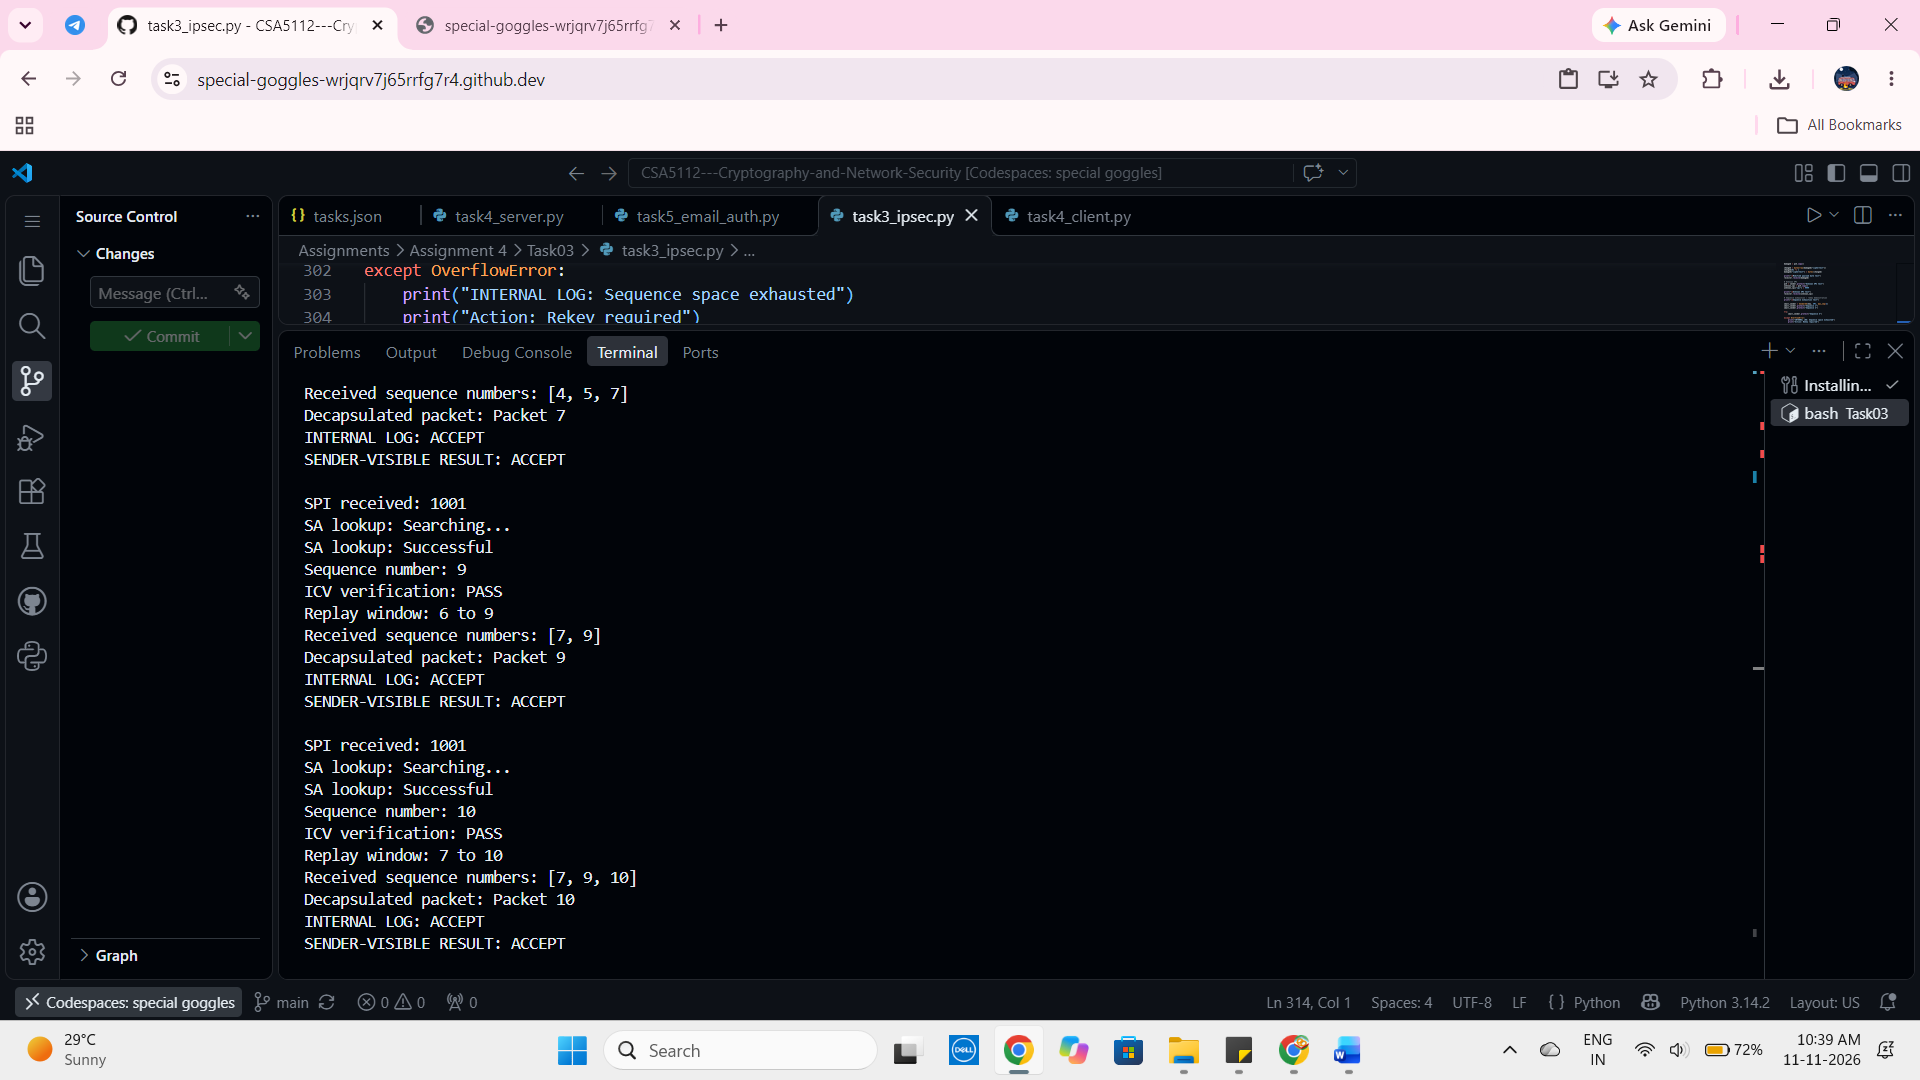 task3_ipsec.py - CSA5112---Cry
special-goggles-wrjqrv7j65rrfg7
Ask Gemini
special-goggles-wrjqrv7j65rrfg7r4.github.dev
All Bookmarks
CSA5112---Cryptography-and-Network-Security [Codespaces: special goggles]
Source Control
tasks.json
task4_server.py
task5_email_auth.py
task3_ipsec.py
task4_client.py
Changes
Assignments > Assignment 4 > Task03 > task3_ipsec.py > ...
Message (Ctrl...
Commit
302 except OverflowError:
303 print("INTERNAL LOG: Sequence space exhausted")
304 print("Action: Rekey required")
Problems
Output
Debug Console
Terminal
Ports
Installin...
bash Task03
Received sequence numbers: [4, 5, 7]
Decapsulated packet: Packet 7
INTERNAL LOG: ACCEPT
SENDER-VISIBLE RESULT: ACCEPT
SPI received: 1001
SA lookup: Searching...
SA lookup: Successful
Sequence number: 9
ICV verification: PASS
Replay window: 6 to 9
Received sequence numbers: [7, 9]
Decapsulated packet: Packet 9
INTERNAL LOG: ACCEPT
SENDER-VISIBLE RESULT: ACCEPT
SPI received: 1001
SA lookup: Searching...
SA lookup: Successful
Sequence number: 10
ICV verification: PASS
Replay window: 7 to 10
Received sequence numbers: [7, 9, 10]
Decapsulated packet: Packet 10
INTERNAL LOG: ACCEPT
SENDER-VISIBLE RESULT: ACCEPT
Graph
Codespaces: special goggles
main
0
0
0
Ln 314, Col 1
Spaces: 4
UTF-8
LF
{ } Python
Python 3.14.2
Layout: US
29°C
Sunny
Search
DELL
ENG
IN
72%
10:39 AM
11-11-2026